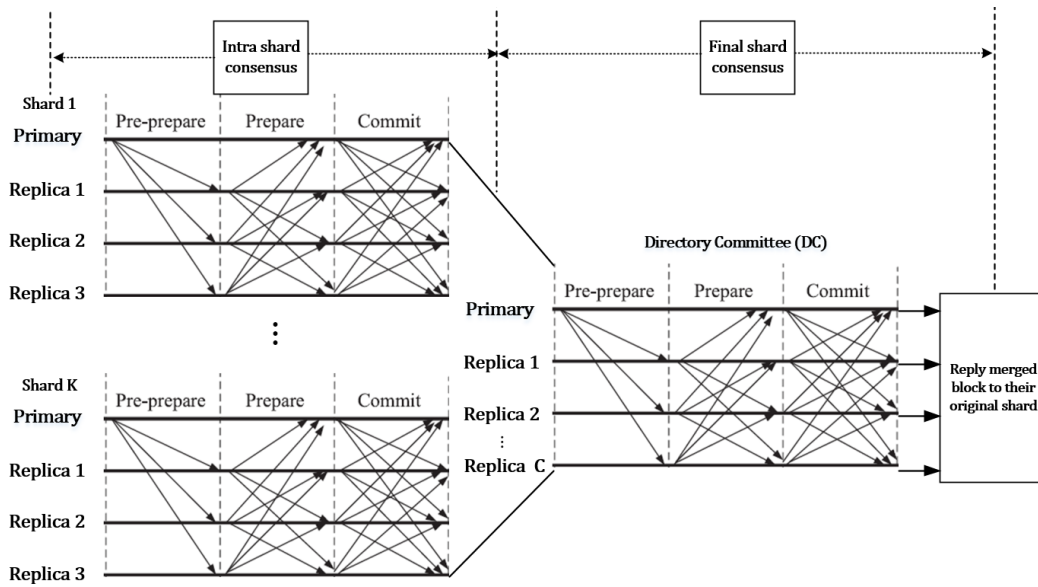 Intra shard
consensus
Final shard
consensus
Shard 1
Primary
Pre-prepare
Prepare
Commit
Replica 1
Replica 2
Replica 3
⋮
Shard K
Primary
Pre-prepare
Prepare
Commit
Replica 1
Replica 2
Replica 3
Directory Committee (DC)
Primary
Pre-prepare
Prepare
Commit
Replica 1
Replica 2
⋮
Replica C
Reply merged
block to their
original shard